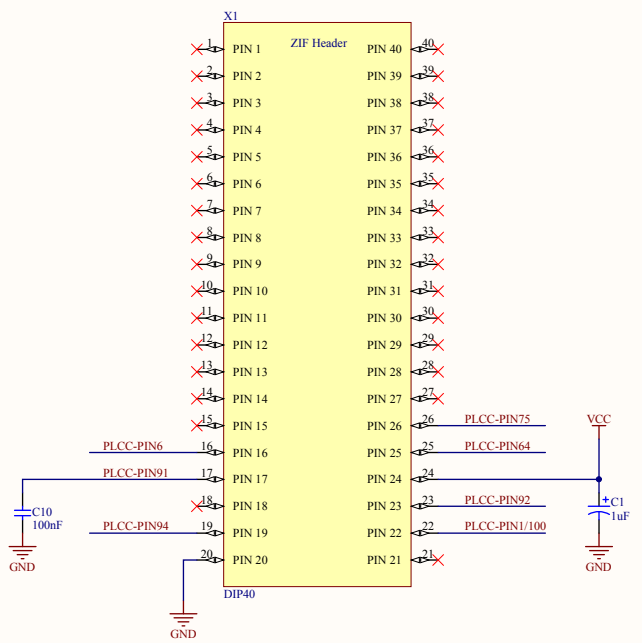 X1
ZIF Header
1 PIN 1 PIN 40 40
2 PIN 2 PIN 39 39
3 PIN 3 PIN 38 38
4 PIN 4 PIN 37 37
5 PIN 5 PIN 36 36
6 PIN 6 PIN 35 35
7 PIN 7 PIN 34 34
8 PIN 8 PIN 33 33
9 PIN 9 PIN 32 32
10 PIN 10 PIN 31 31
11 PIN 11 PIN 30 30
12 PIN 12 PIN 29 29
13 PIN 13 PIN 28 28
14 PIN 14 PIN 27 27
15 PIN 15 PIN 26 26 PLCC-PIN75
VCC
PLCC-PIN6 16 PIN 16 PIN 25 25 PLCC-PIN64
PLCC-PIN91 17 PIN 17 PIN 24 24
18 PIN 18 PIN 23 23 PLCC-PIN92
C10
100nF
+ C1
1uF
PLCC-PIN94 19 PIN 19 PIN 22 22 PLCC-PIN1/100
20 PIN 20 PIN 21 21
GND
GND
DIP40
GND